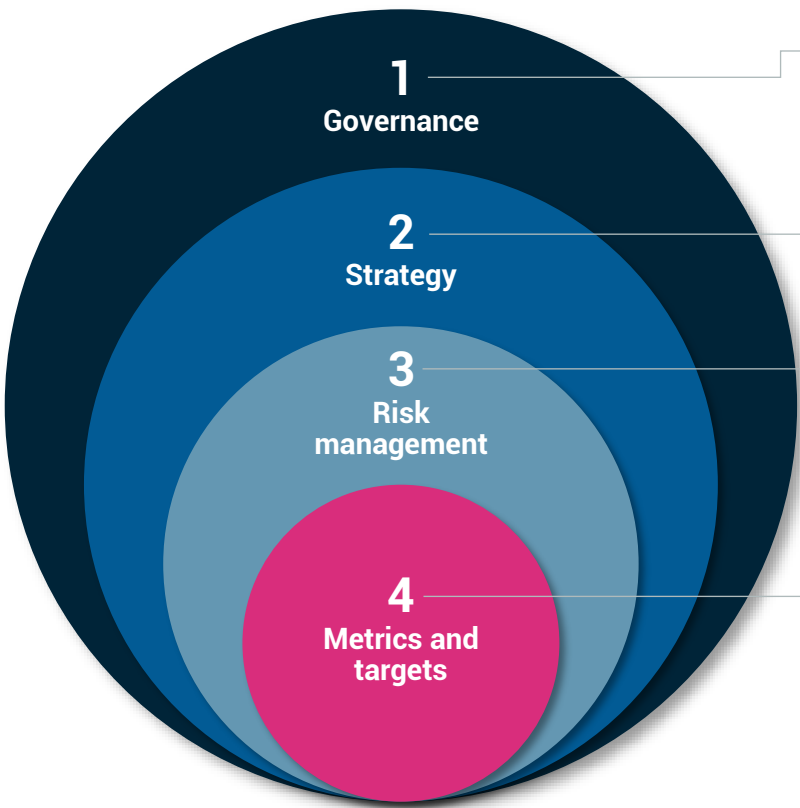 1
Governance
2
Strategy
3
Risk
management
4
Metrics and
targets